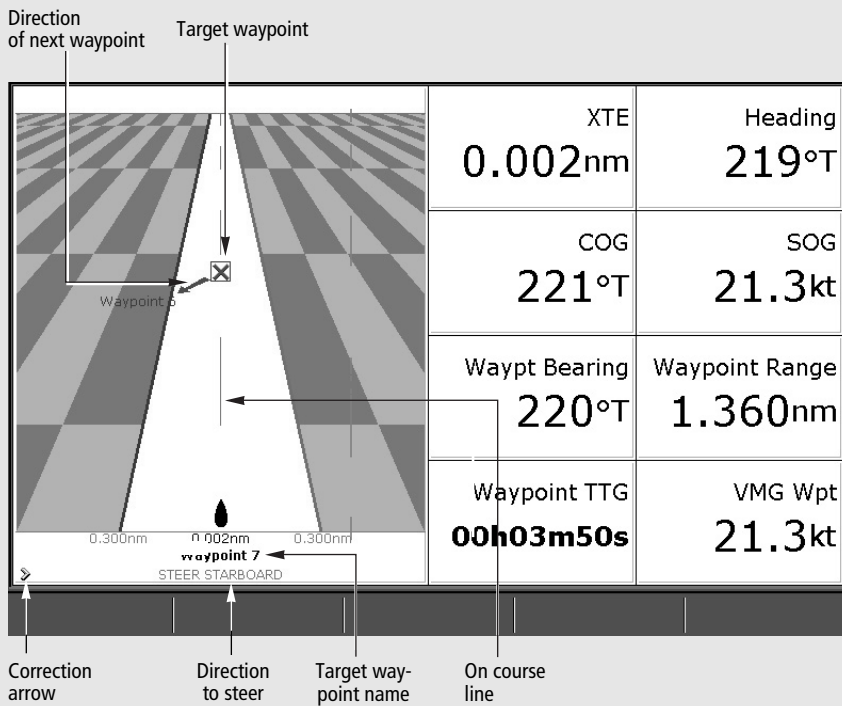 Direction
of next waypoint
Target waypoint
XTE
0.002nm
Heading
219°T
COG
221°T
SOG
21.3kt
Waypt Bearing
220°T
Waypoint Range
1.360nm
Waypoint TTG
00h03m50s
VMG Wpt
21.3kt
Waypoint
0.300nm
0.002nm
0.300nm
Waypoint 7
STEER STARBOARD
Correction
arrow
Direction
to steer
Target way-
point name
On course
line